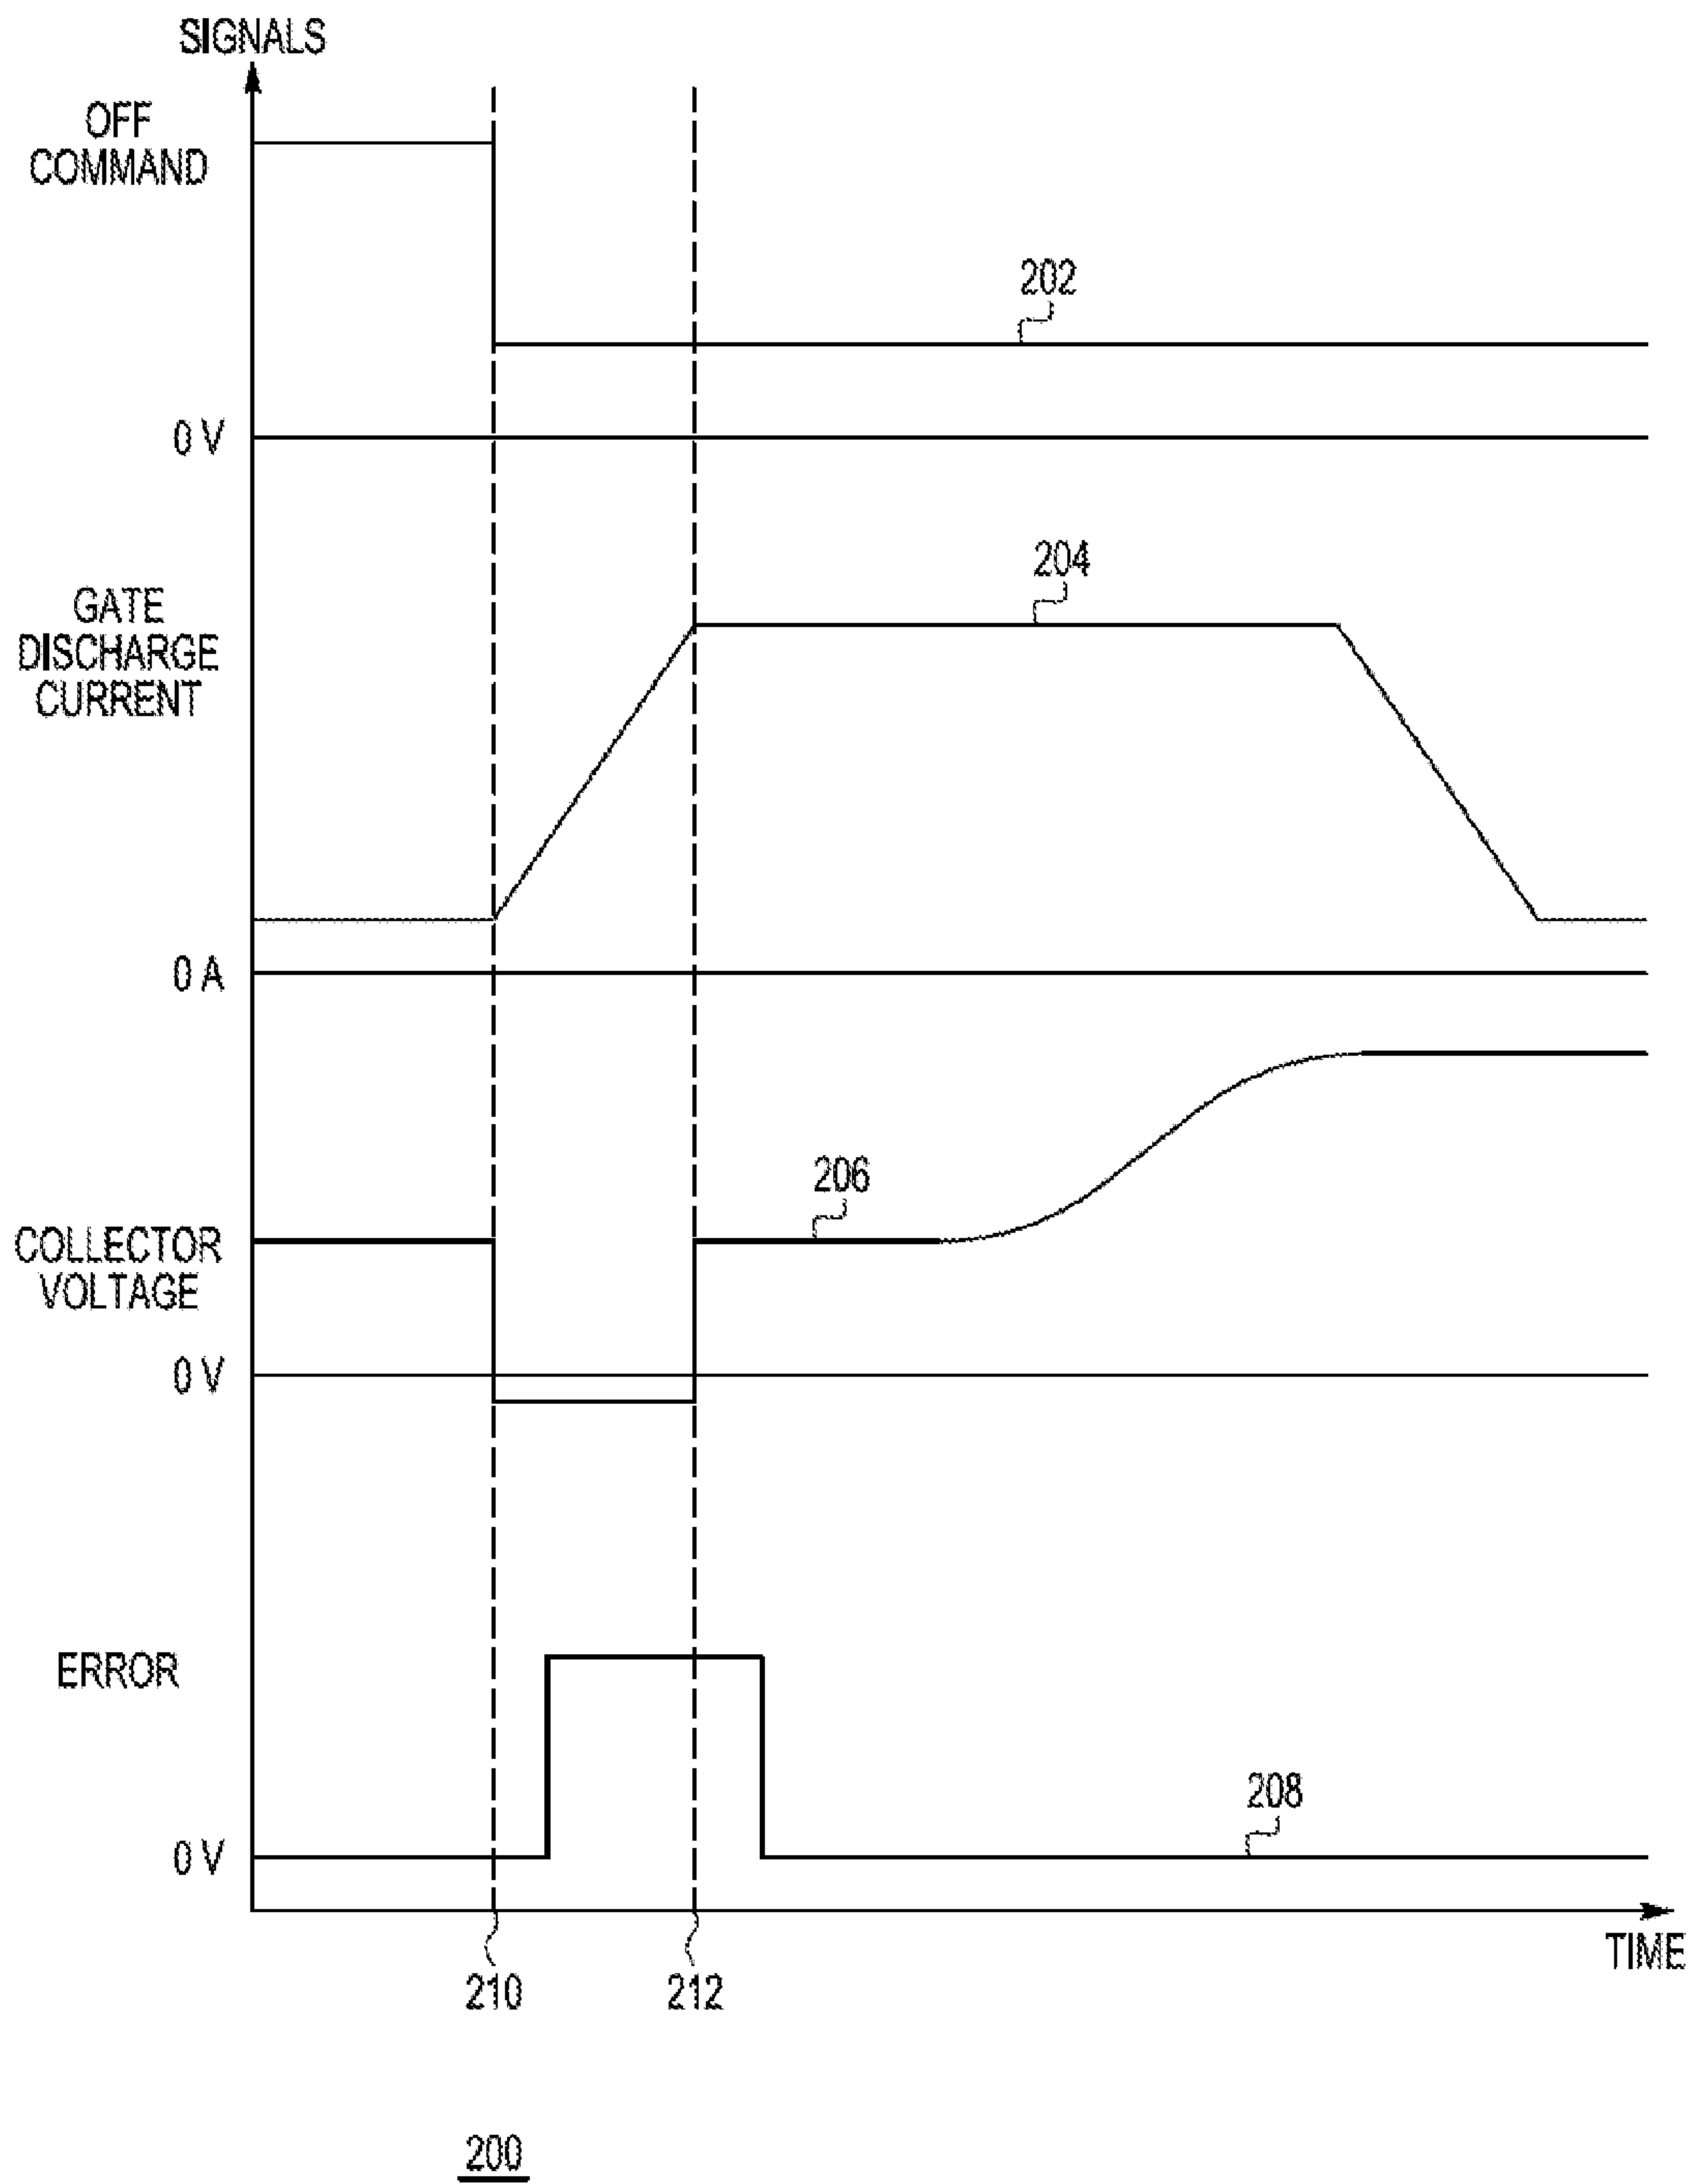 SIGNALS
OFF
COMMAND
202
0 V
204
GATE
DISCHARGE
CURRENT
0 A
206
COLLECTOR
VOLTAGE
0 V
ERROR
208
0 V
TIME
210
212
200